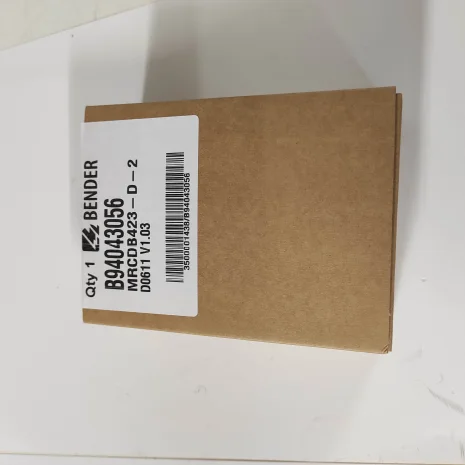 Qty 1 BENDER
B94043056
MRCDB423-D-2
D0611 V1.03
3500001438/B94043056